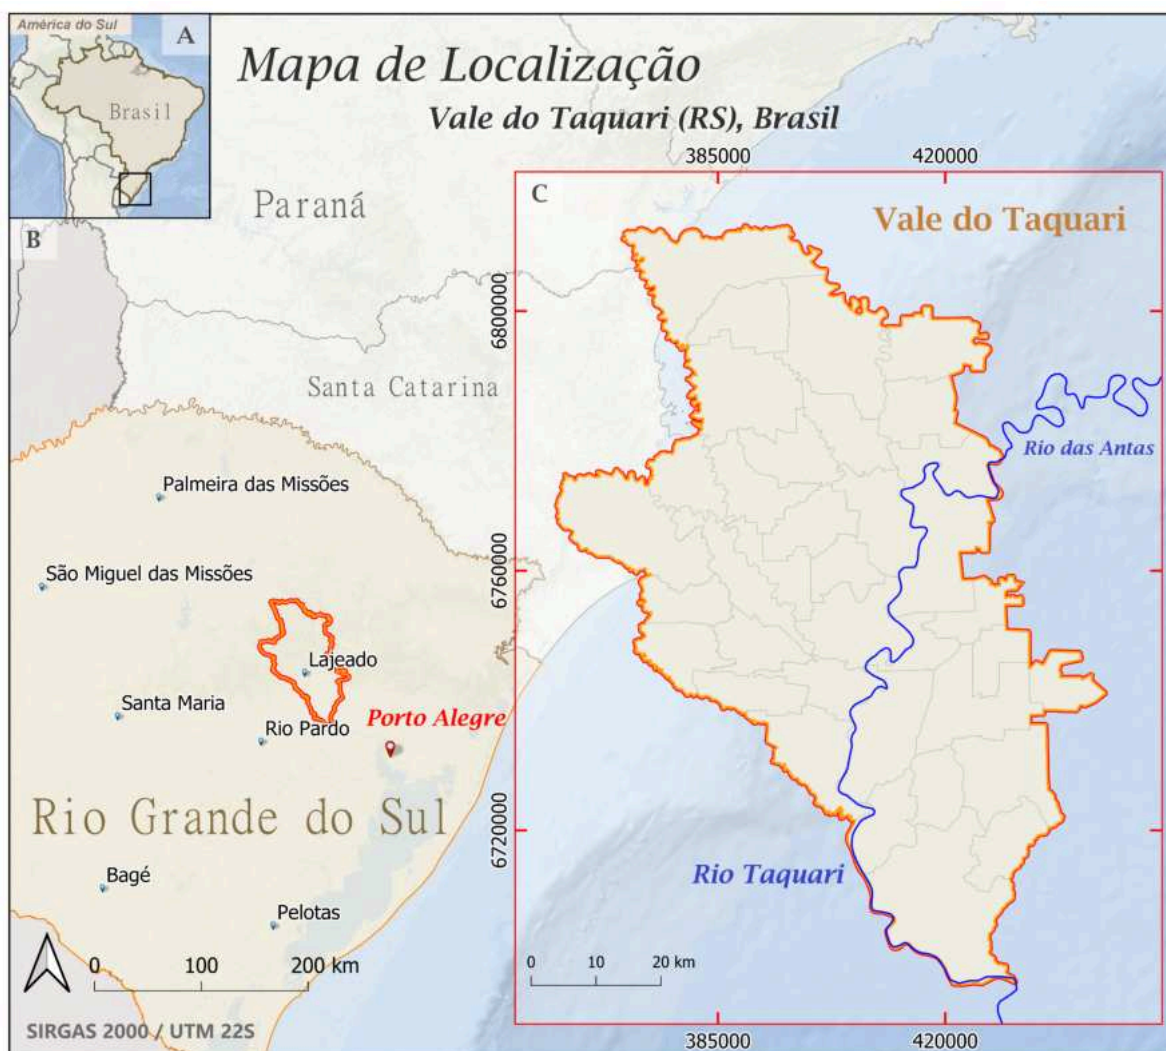 América do Sul
A
Brasil
Mapa de Localização
Vale do Taquari (RS), Brasil
B
Paraná
Santa Catarina
Palmeira das Missões
São Miguel das Missões
Lajeado
Santa Maria
Rio Pardo
Porto Alegre
Rio Grande do Sul
Bagé
Pelotas
0 100 200 km
SIRGAS 2000 / UTM 22S
385000 420000
C
Vale do Taquari
6800000
Rio das Antas
6760000
6720000
Rio Taquari
0 10 20 km
385000 420000